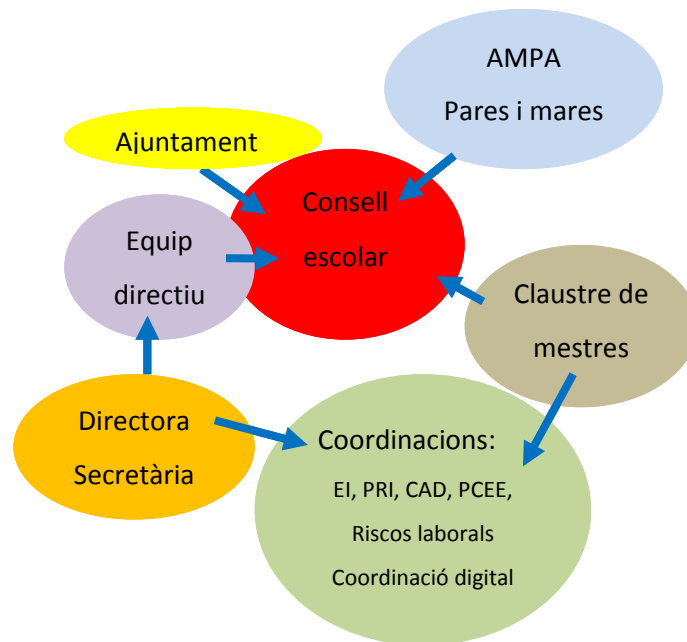 AMPA
Pares i mares
Ajuntament
Consell
escolar
Equip
directiu
Claustre de
mestres
Directora
Secretària
Coordinacions:
EI, PRI, CAD, PCEE,
Riscos laborals
Coordinació digital